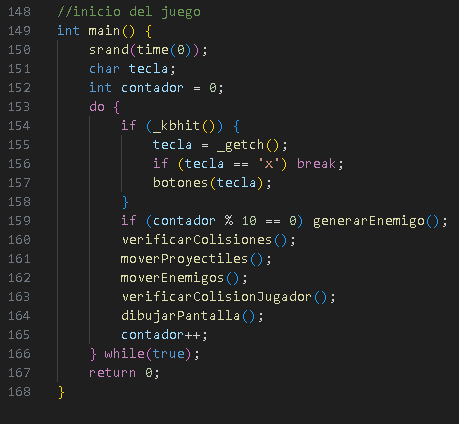 148 //inicio del juego
149 int main() {
150 srand(time(0));
151 char tecla;
152 int contador = 0;
153 do {
154 if (_kbhit()) {
155 tecla = _getch();
156 if (tecla == 'x') break;
157 botones(tecla);
158 }
159 if (contador % 10 == 0) generarEnemigo();
160 verificarColisiones();
161 moverProyectiles();
162 moverEnemigos();
163 verificarColisionJugador();
164 dibujarPantalla();
165 contador++;
166 } while(true);
167 return 0;
168 }